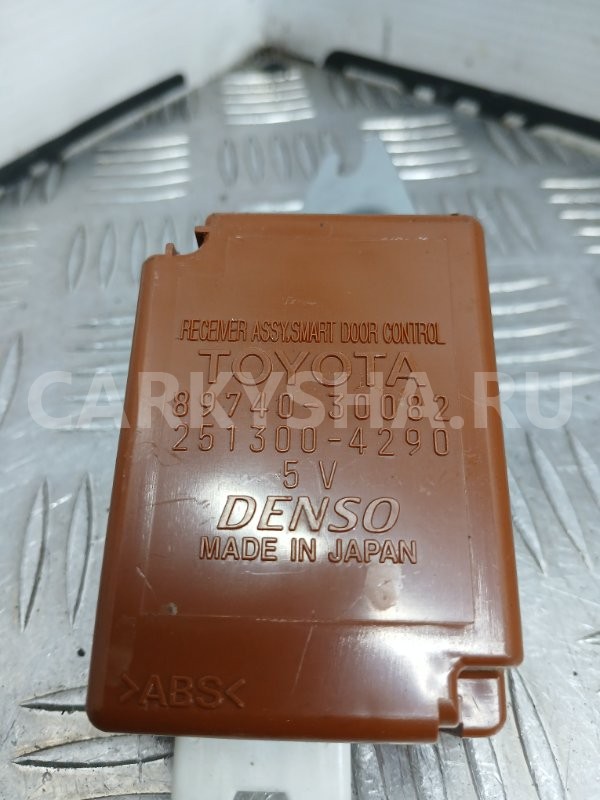 RECEIVER ASSY,SMART DOOR CONTROL
TOYOTA
89740-30082
CARKYSHA.RU
251300-4290
5 V
DENSO
MADE IN JAPAN
>ABS<